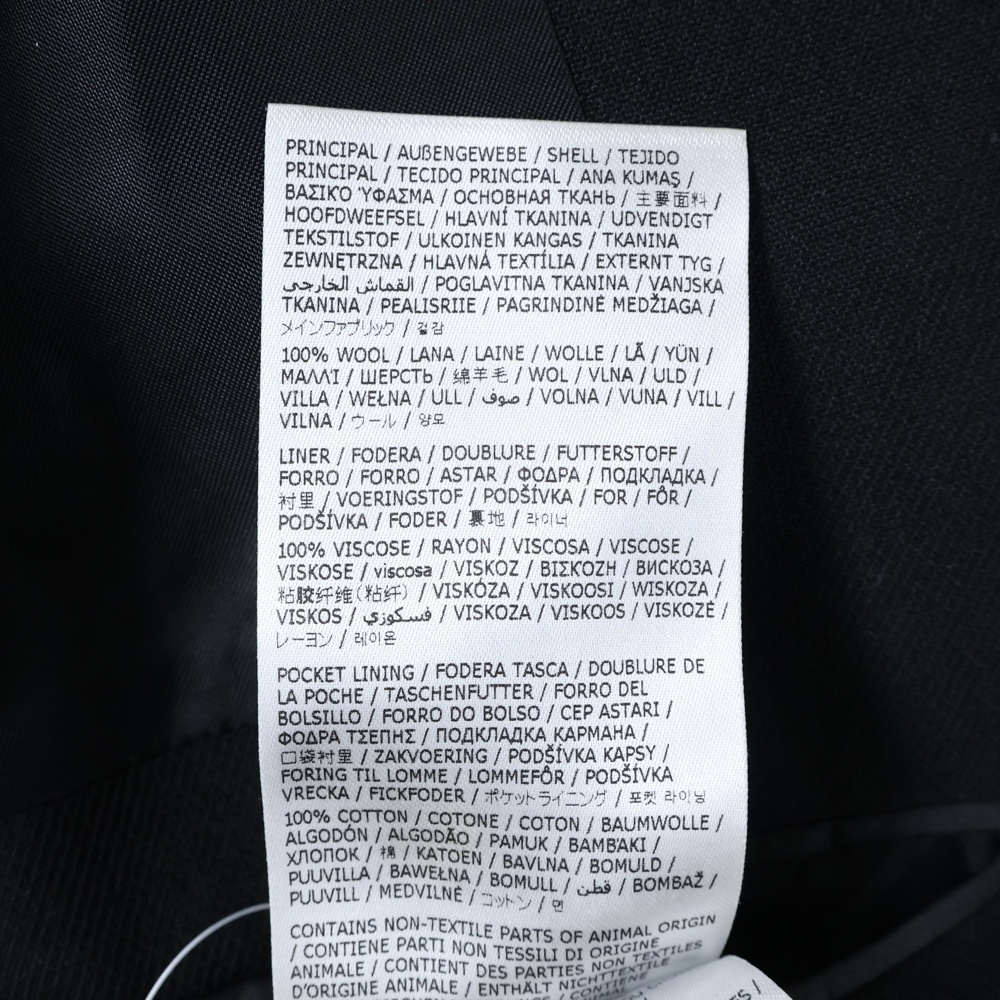 PRINCIPAL / AUßENGEWEBE / SHELL / TEJIDO
PRINCIPAL / TECIDO PRINCIPAL / ANA KUMAŞ /
ΒΑΣΙΚΌ ΎΦΑΣΜΑ / ОСНОВНАЯ ТКАНЬ / 主要面料 /
HOOFDWEEFSEL / HLAVNÍ TKANINA / UDVENDIGT
TEKSTILSTOF / ULKOINEN KANGAS / TKANINA
ZEWNĘTRZNA / HLAVNÁ TEXTÍLIA / EXTERNT TYG /
القماش الخارجي / POGLAVITNA TKANINA / VANJSKA
TKANINA / PEALISRIIE / PAGRINDINĖ MEDŽIAGA /
メインファブリック / 겉감
100% WOOL / LANA / LAINE / WOLLE / LÃ / YÜN /
ΜΑΛΛΊ / ШЕРСТЬ / 绵羊毛 / WOL / VLNA / ULD /
VILLA / WEŁNA / ULL / صوف / VOLNA / VUNA / VILL /
VILNA / ウール / 양모
LINER / FODERA / DOUBLURE / FUTTERSTOFF /
FORRO / FORRO / ASTAR / ΦΟΔΡΑ / ПОДКЛАДКА /
衬里 / VOERINGSTOF / PODŠÍVKA / FOR / FÔR /
PODŠÍVKA / FODER / 裏地 / 라이너
100% VISCOSE / RAYON / VISCOSA / VISCOSE /
VISKOSE / viscosa / VISKOZ / ΒΙΣΚΟΖΗ / ВИСКОЗА /
粘胶纤维(粘纤) / VISKÓZA / VISKOOSI / WISKOZA /
VISKOS / فسكوزي / VISKOZA / VISKOOS / VISKOZĖ /
レーヨン / 레이온
POCKET LINING / FODERA TASCA / DOUBLURE DE
LA POCHE / TASCHENFUTTER / FORRO DEL
BOLSILLO / FORRO DO BOLSO / CEP ASTARI /
ΦΟΔΡΑ ΤΣΕΠΗΣ / ПОДКЛАДКА КАРМАНА /
口袋衬里 / ZAKVOERING / PODŠÍVKA KAPSY /
FORING TIL LOMME / LOMMEFÔR / PODŠÍVKA
VRECKA / FICKFODER / ポケットライニング / 포켓 라이닝
100% COTTON / COTONE / COTON / BAUMWOLLE /
ALGODÓN / ALGODÃO / PAMUK / ΒΑΜΒΆΚΙ /
ХЛОПОК / 棉 / KATOEN / BAVLNA / BOMULD /
PUUVILLA / BAWEŁNA / BOMULL / قطن / BOMBAŽ /
PUUVILL / MEDVILNĖ / コットン / 면
CONTAINS NON-TEXTILE PARTS OF ANIMAL ORIGIN
/ CONTIENE PARTI NON TESSILI DI ORIGINE
ANIMALE / CONTIENT DES PARTIES NON TEXTILES
D'ORIGINE ANIMALE / ENTHÄLT NICHTTEXTILE